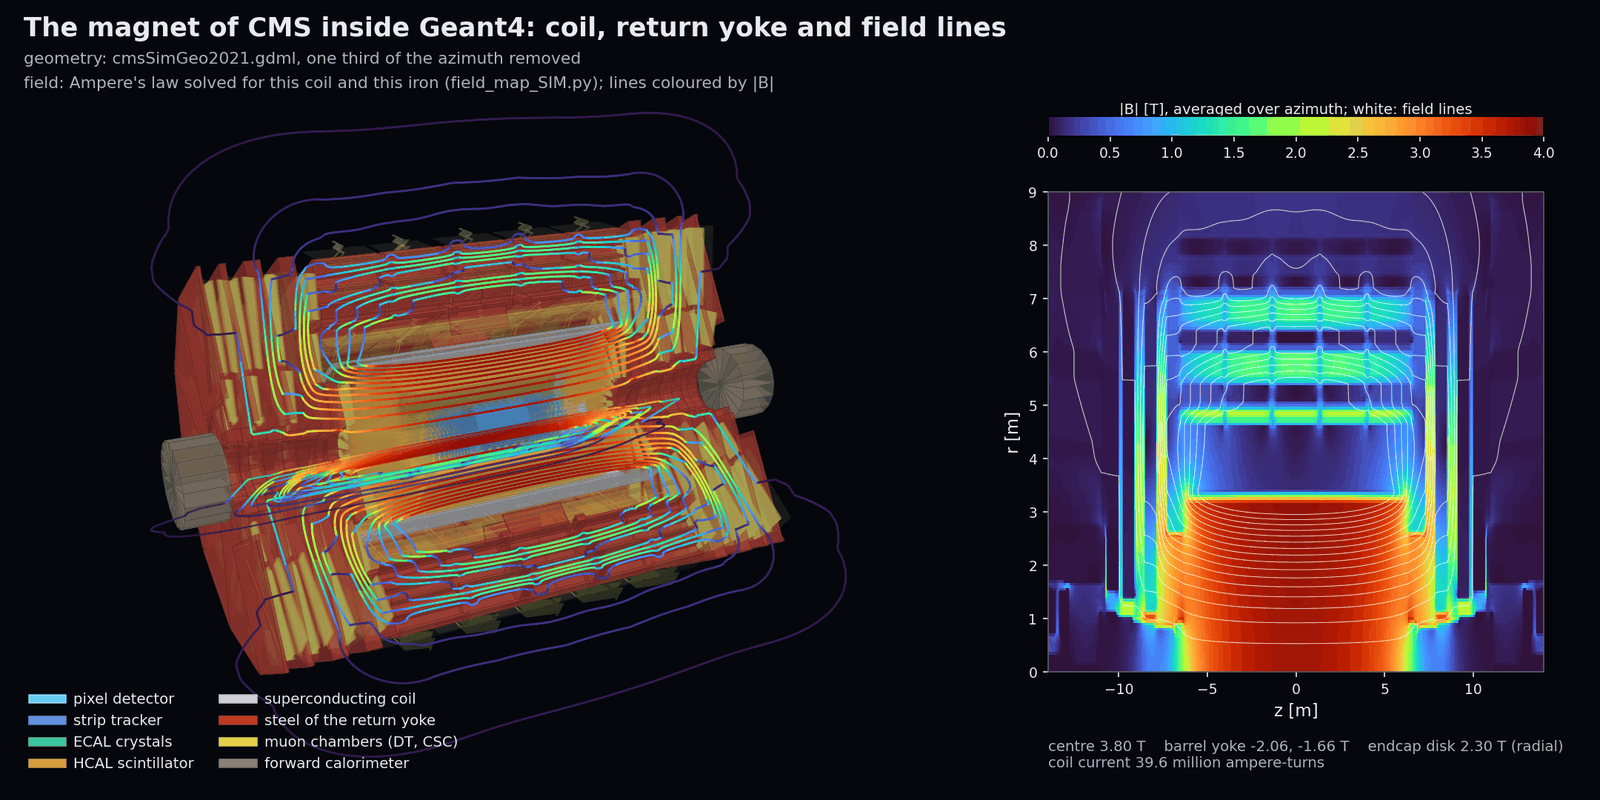 The magnet of CMS inside Geant4: coil, return yoke and field lines
geometry: cmsSimGeo2021.gdml, one third of the azimuth removed
field: Ampere's law solved for this coil and this iron (field_map_SIM.py); lines coloured by |B|
|B| [T], averaged over azimuth; white: field lines
0.0 0.5 1.0 1.5 2.0 2.5 3.0 3.5 4.0
9
8
7
6
5
4
3
2
1
0
r [m]
−10 −5 0 5 10
z [m]
pixel detector
strip tracker
ECAL crystals
HCAL scintillator
superconducting coil
steel of the return yoke
muon chambers (DT, CSC)
forward calorimeter
centre 3.80 T barrel yoke -2.06, -1.66 T endcap disk 2.30 T (radial)
coil current 39.6 million ampere-turns